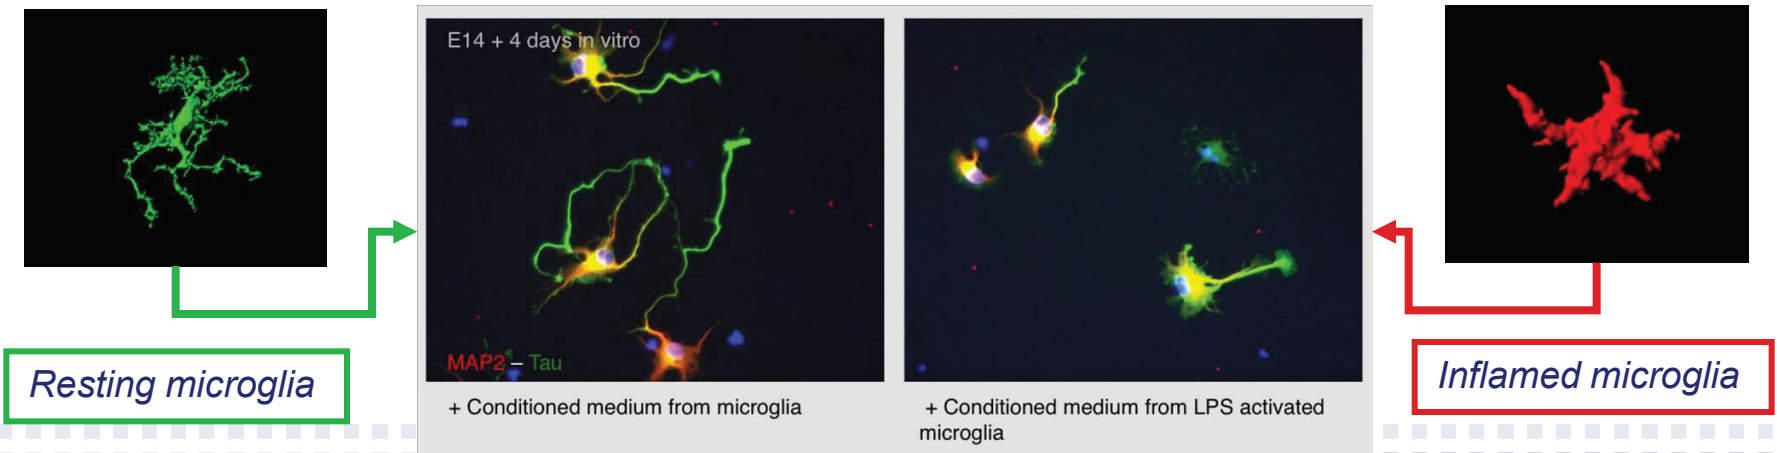 E14 + 4 days in vitro
MAP2 – Tau
Resting microglia
+ Conditioned medium from microglia
+ Conditioned medium from LPS activated
microglia
Inflamed microglia